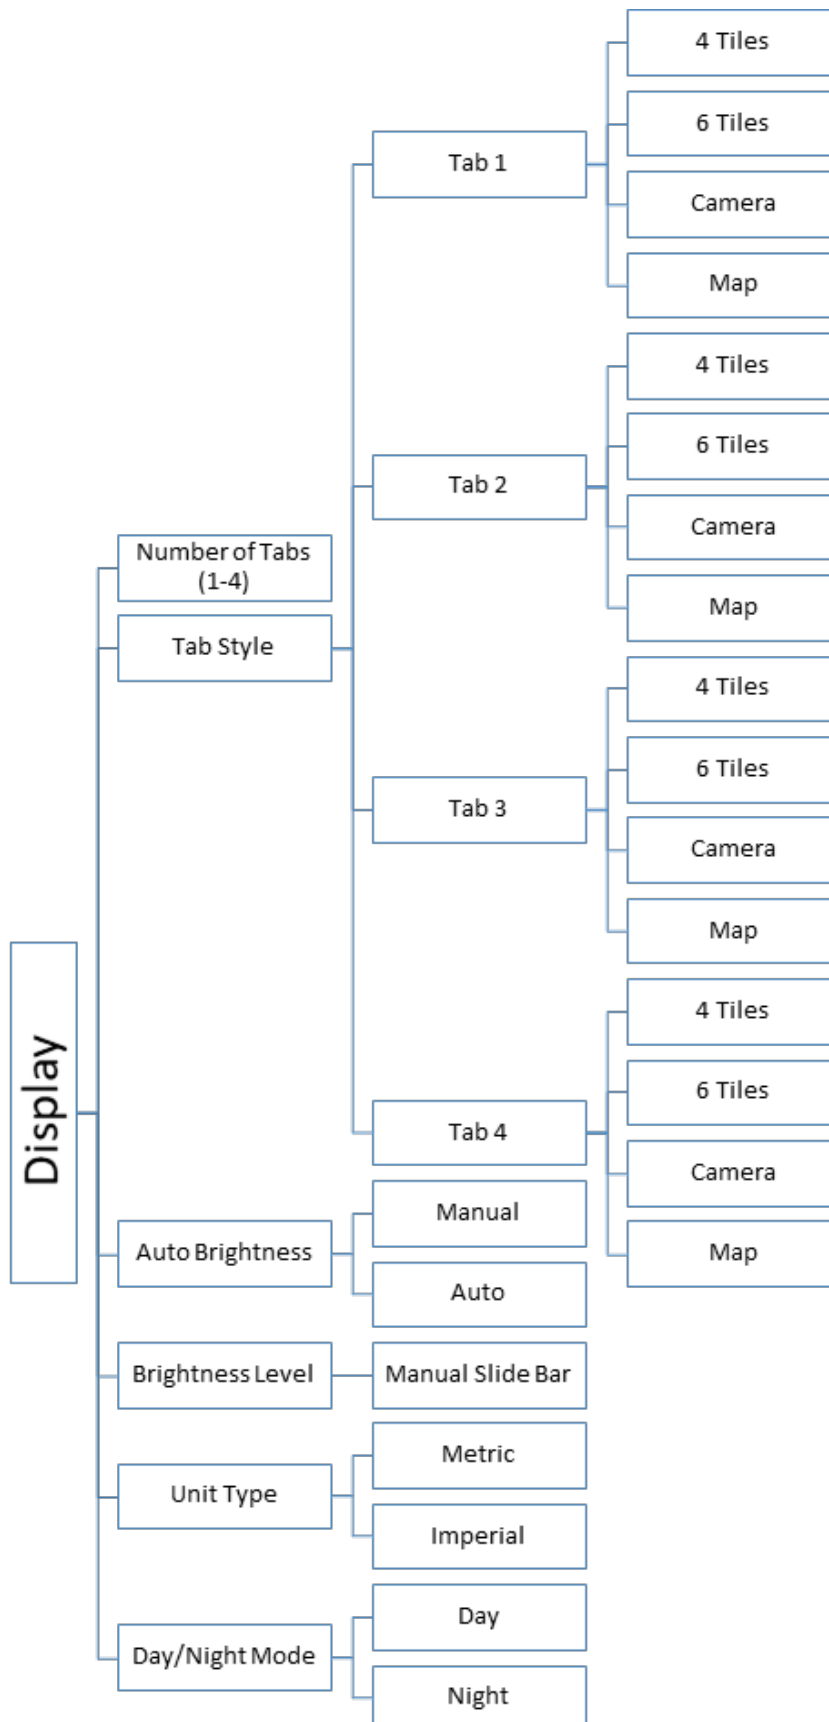 Display
Number of Tabs
(1-4)
Tab Style
Tab 1
4 Tiles
6 Tiles
Camera
Map
Tab 2
4 Tiles
6 Tiles
Camera
Map
Tab 3
4 Tiles
6 Tiles
Camera
Map
Tab 4
4 Tiles
6 Tiles
Camera
Map
Auto Brightness
Manual
Auto
Brightness Level
Manual Slide Bar
Unit Type
Metric
Imperial
Day/Night Mode
Day
Night